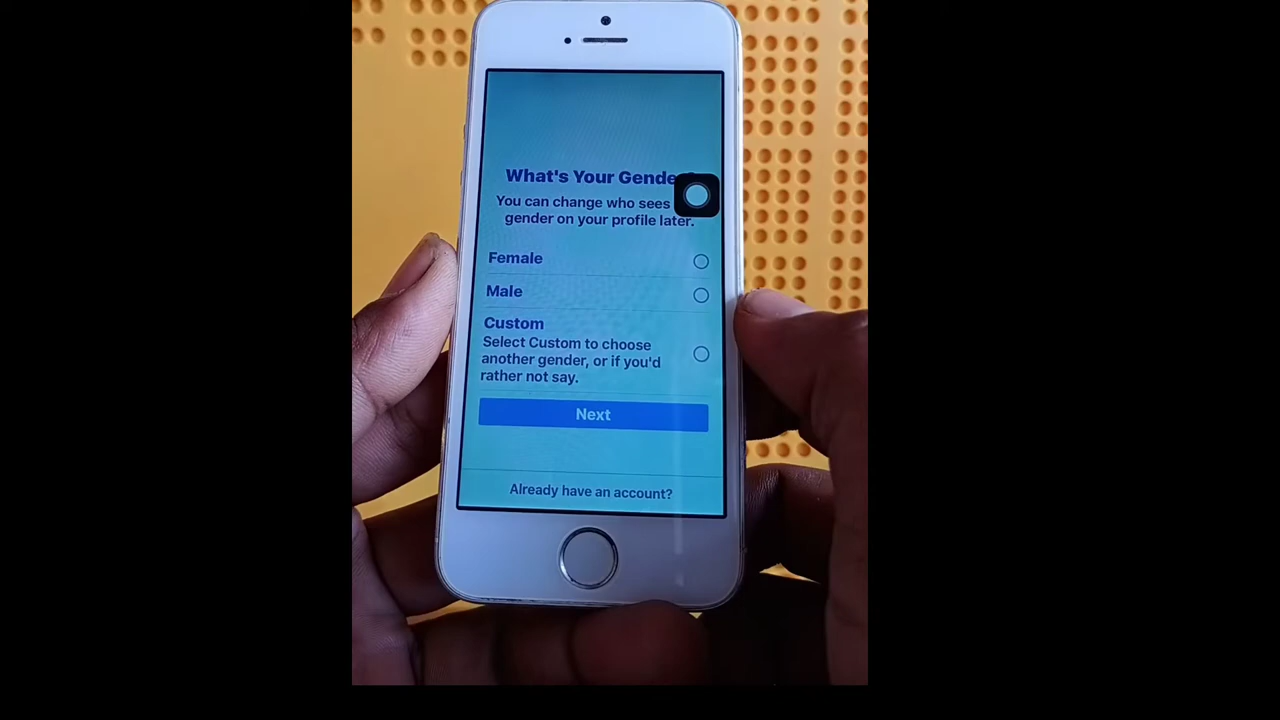 What's Your Gende
You can change who sees
gender on your profile later.
Female
Male
Custom
Select Custom to choose
another gender, or if you'd
rather not say.
Next
Already have an account?